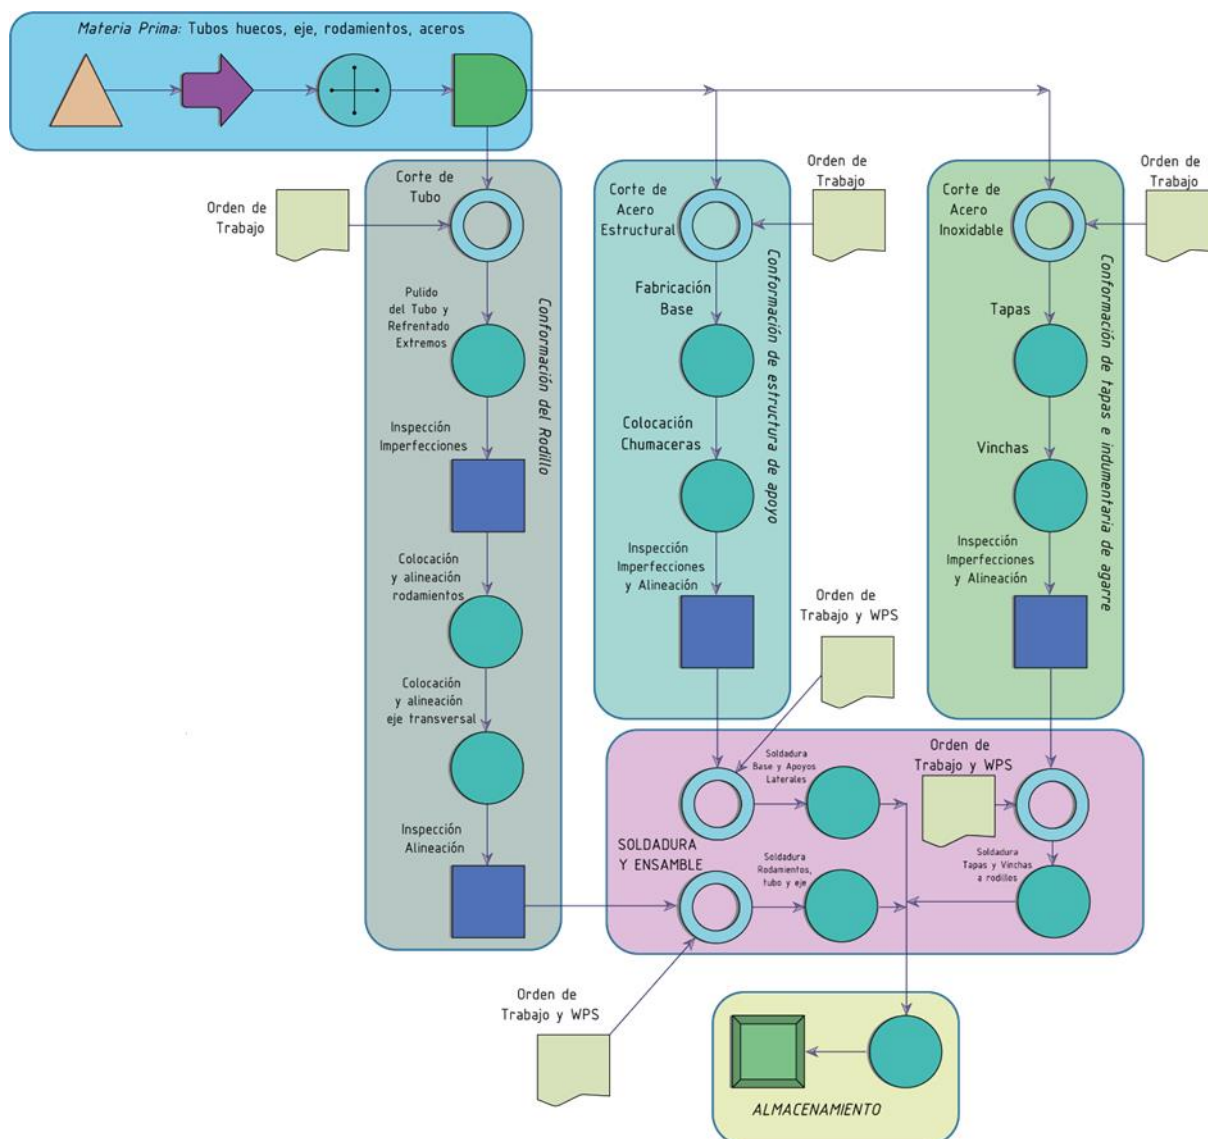 Materia Prima: Tubos huecos, eje, rodamientos, aceros
Orden de
Trabajo
Corte de
Tubo
Pulido
del Tubo y
Refrentado
Extremos
Inspección
Imperfecciones
Colocación
y alineación
rodamientos
Colocación
y alineación
eje transversal
Inspección
Alineación
Conformación del Rodillo
Corte de
Acero
Estructural
Orden de
Trabajo
Fabricación
Base
Colocación
Chumaceras
Inspección
Imperfecciones
y Alineación
Conformación de estructura de apoyo
Corte de
Acero
Inoxidable
Orden de
Trabajo
Tapas
Vinchas
Inspección
Imperfecciones
y Alineación
Conformación de tapas e indumentaria de agarre
Orden de
Trabajo y WPS
Soldadura
Base y Apoyos
Laterales
Orden de
Trabajo y WPS
SOLDADURA
Y ENSAMBLE
Soldadura
Rodamientos,
tubo y eje
Soldadura
Tapas y Vinchas
a rodillos
Orden de
Trabajo y WPS
ALMACENAMIENTO